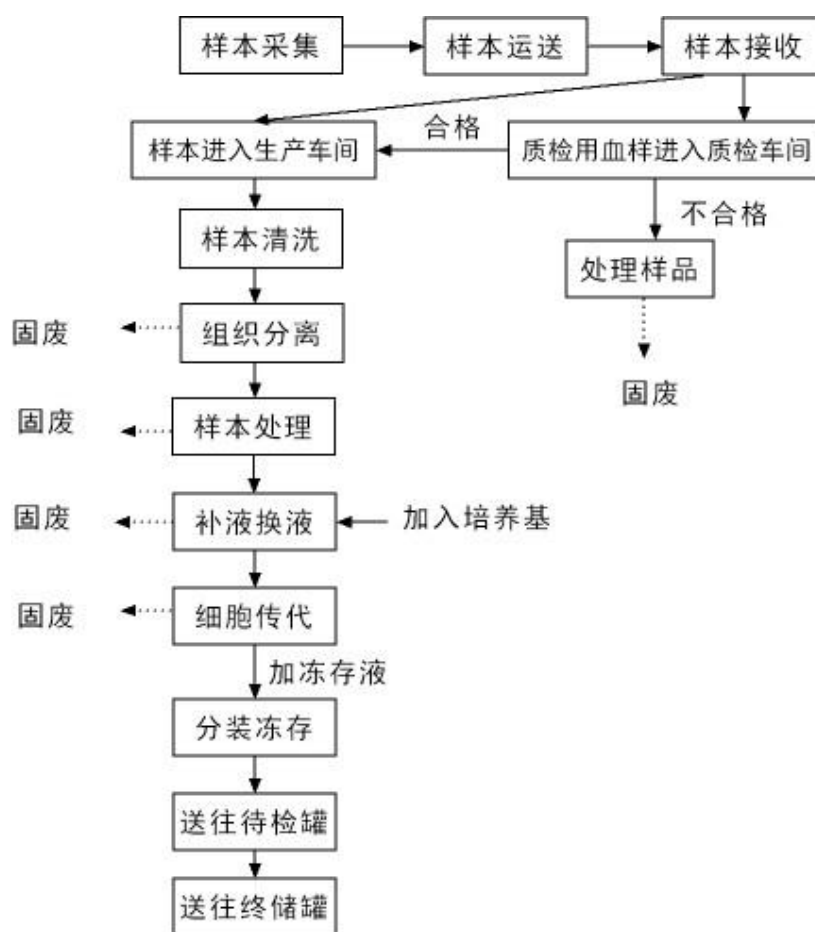 样本采集
样本运送
样本接收
合格
样本进入生产车间
质检用血样进入质检车间
不合格
样本清洗
处理样品
固废
组织分离
固废
固废
样本处理
固废
补液换液
加入培养基
固废
细胞传代
加冻存液
分装冻存
送往待检罐
送往终储罐